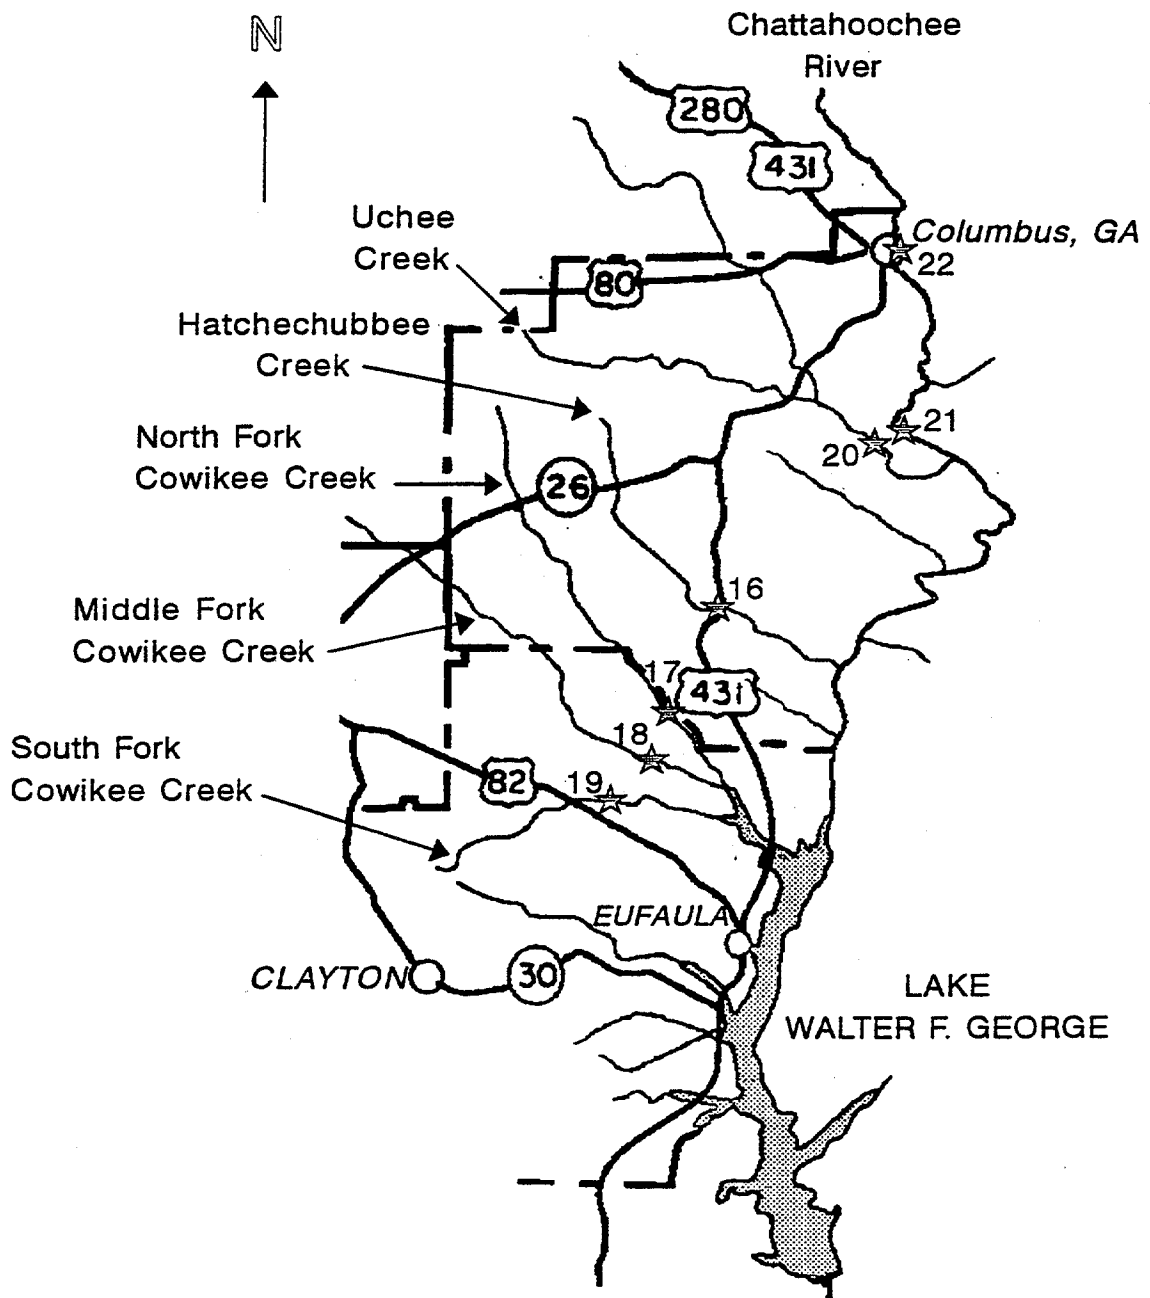 N
Chattahoochee
River
280
431
Uchee
Creek
Columbus, GA
22
80
Hatchechubbee
Creek
North Fork
Cowikee Creek
21
20
26
16
Middle Fork
Cowikee Creek
17
431
South Fork
Cowikee Creek
18
82
19
EUFAULA
CLAYTON
30
LAKE
WALTER F. GEORGE